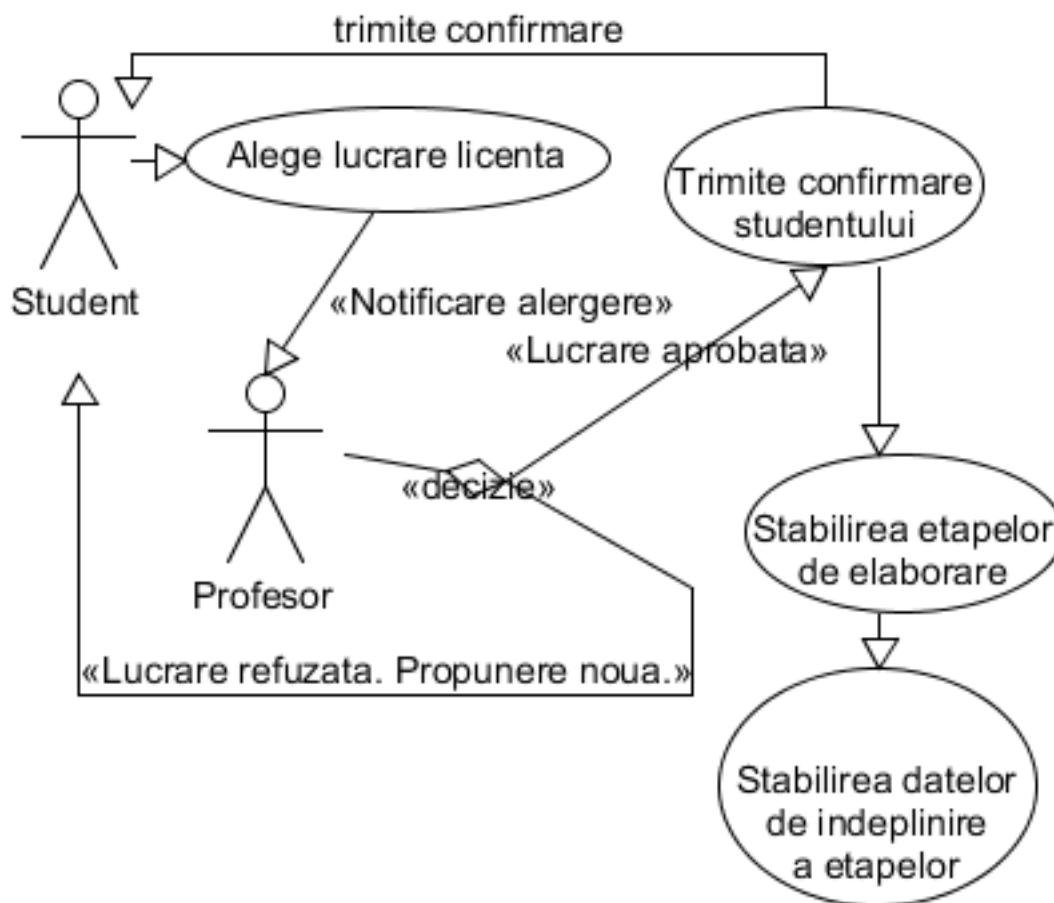 trimite confirmare
Alege lucrare licenta
Trimite confirmare
studentului
Student
«Notificare alergere»
«Lucrare aprobata»
«decizie»
Stabilirea etapelor
de elaborare
Profesor
«Lucrare refuzata. Propunere noua.»
Stabilirea datelor
de indeplinire
a etapelor